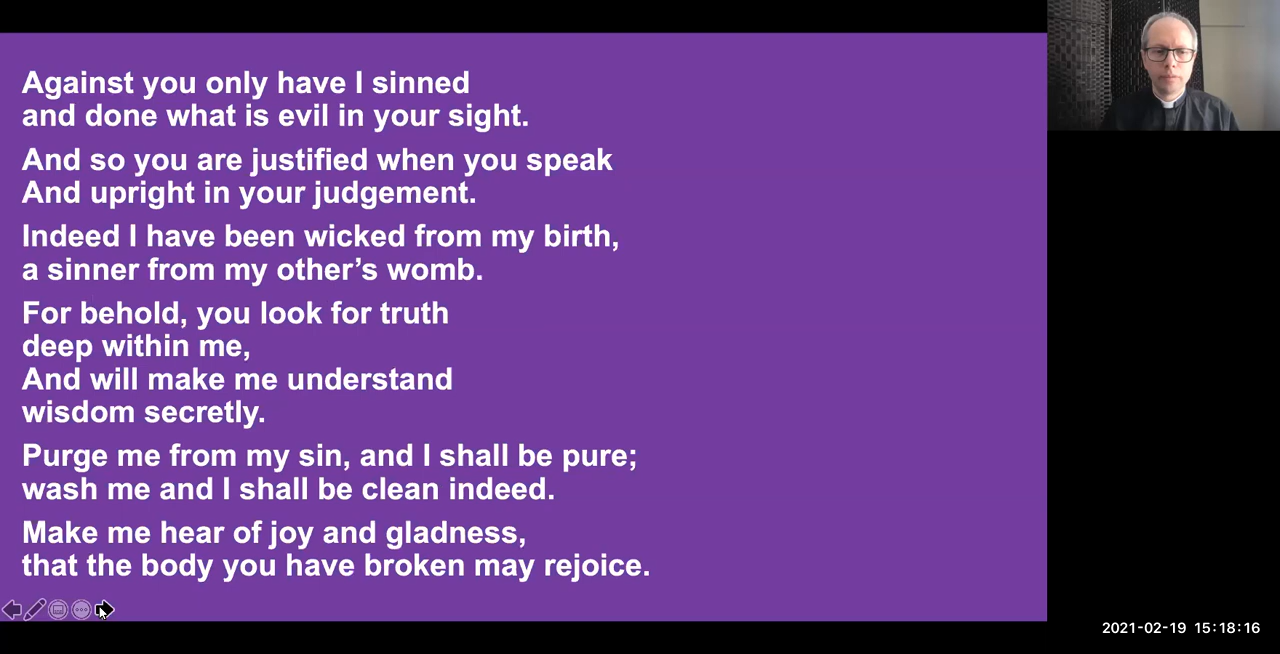 Against you only have I sinned
and done what is evil in your sight.
And so you are justified when you speak
And upright in your judgement.
Indeed I have been wicked from my birth,
a sinner from my other’s womb.
For behold, you look for truth
deep within me,
And will make me understand
wisdom secretly.
Purge me from my sin, and I shall be pure;
wash me and I shall be clean indeed.
Make me hear of joy and gladness,
that the body you have broken may rejoice.
2021-02-19 15:18:16